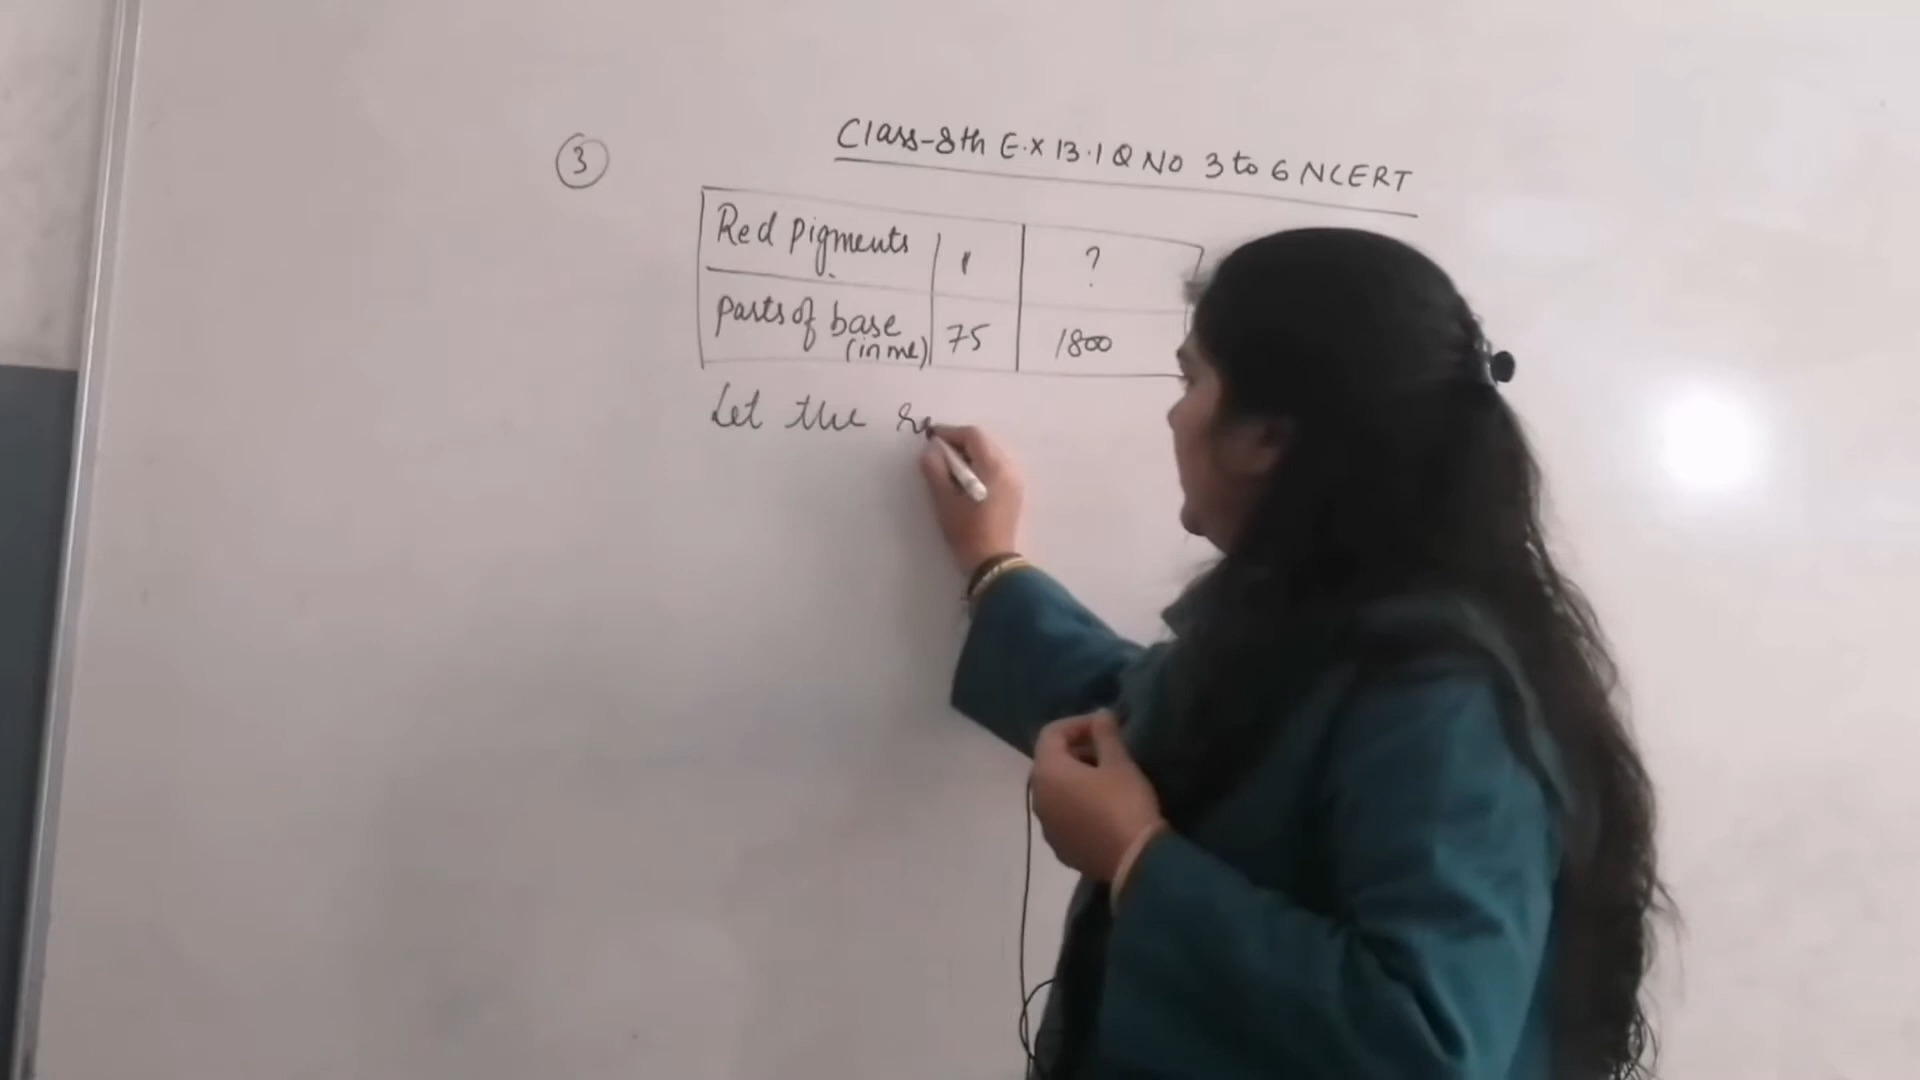 Class-8th E.x 13.1 Q NO 3 to 6 NCERT
3
Red pigments 1 ?
parts of base 75 1800
(in ml)
Let the